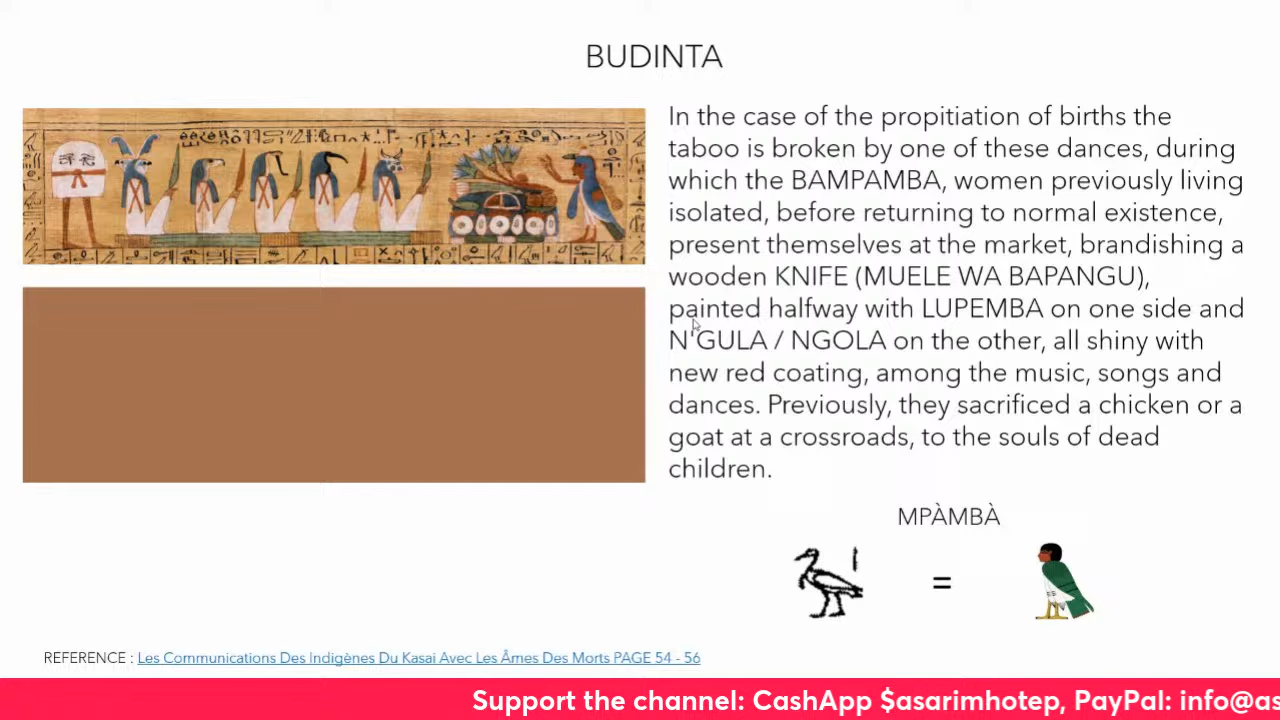 BUDINTA
In the case of the propitiation of births the
taboo is broken by one of these dances, during
which the BAMPAMBA, women previously living
isolated, before returning to normal existence,
present themselves at the market, brandishing a
wooden KNIFE (MUELE WA BAPANGU),
painted halfway with LUPEMBA on one side and
N'GULA / NGOLA on the other, all shiny with
new red coating, among the music, songs and
dances. Previously, they sacrificed a chicken or a
goat at a crossroads, to the souls of dead
children.
MPÀMBÀ
=
REFERENCE : Les Communications Des Indigènes Du Kasai Avec Les Âmes Des Morts PAGE 54 - 56
Support the channel: CashApp $asarimhotep, PayPal: info@as